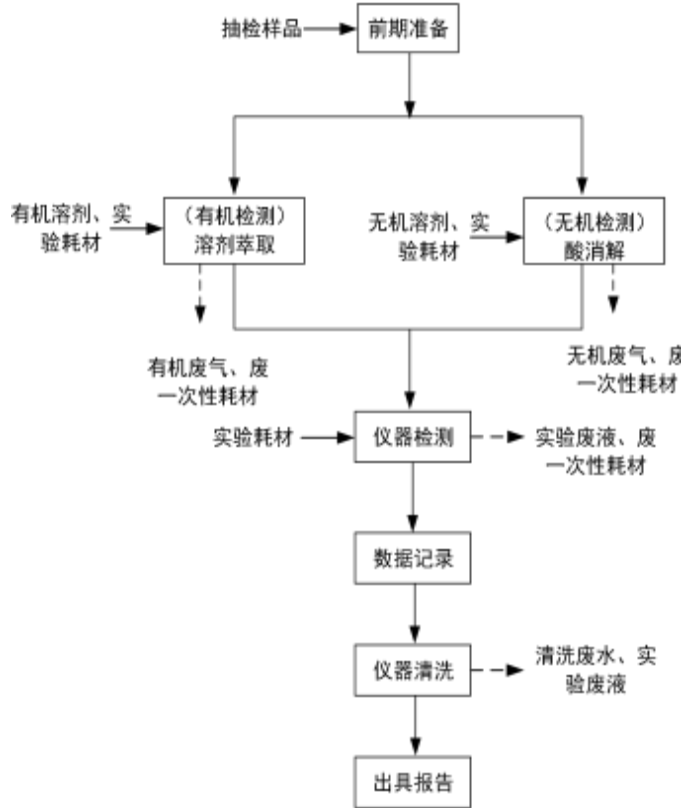 抽检样品
前期准备
有机溶剂、实
验耗材
（有机检测）
溶剂萃取
无机溶剂、实
验耗材
（无机检测）
酸消解
有机废气、废
一次性耗材
无机废气、废
一次性耗材
实验耗材
仪器检测
实验废液、废
一次性耗材
数据记录
仪器清洗
清洗废水、实
验废液
出具报告